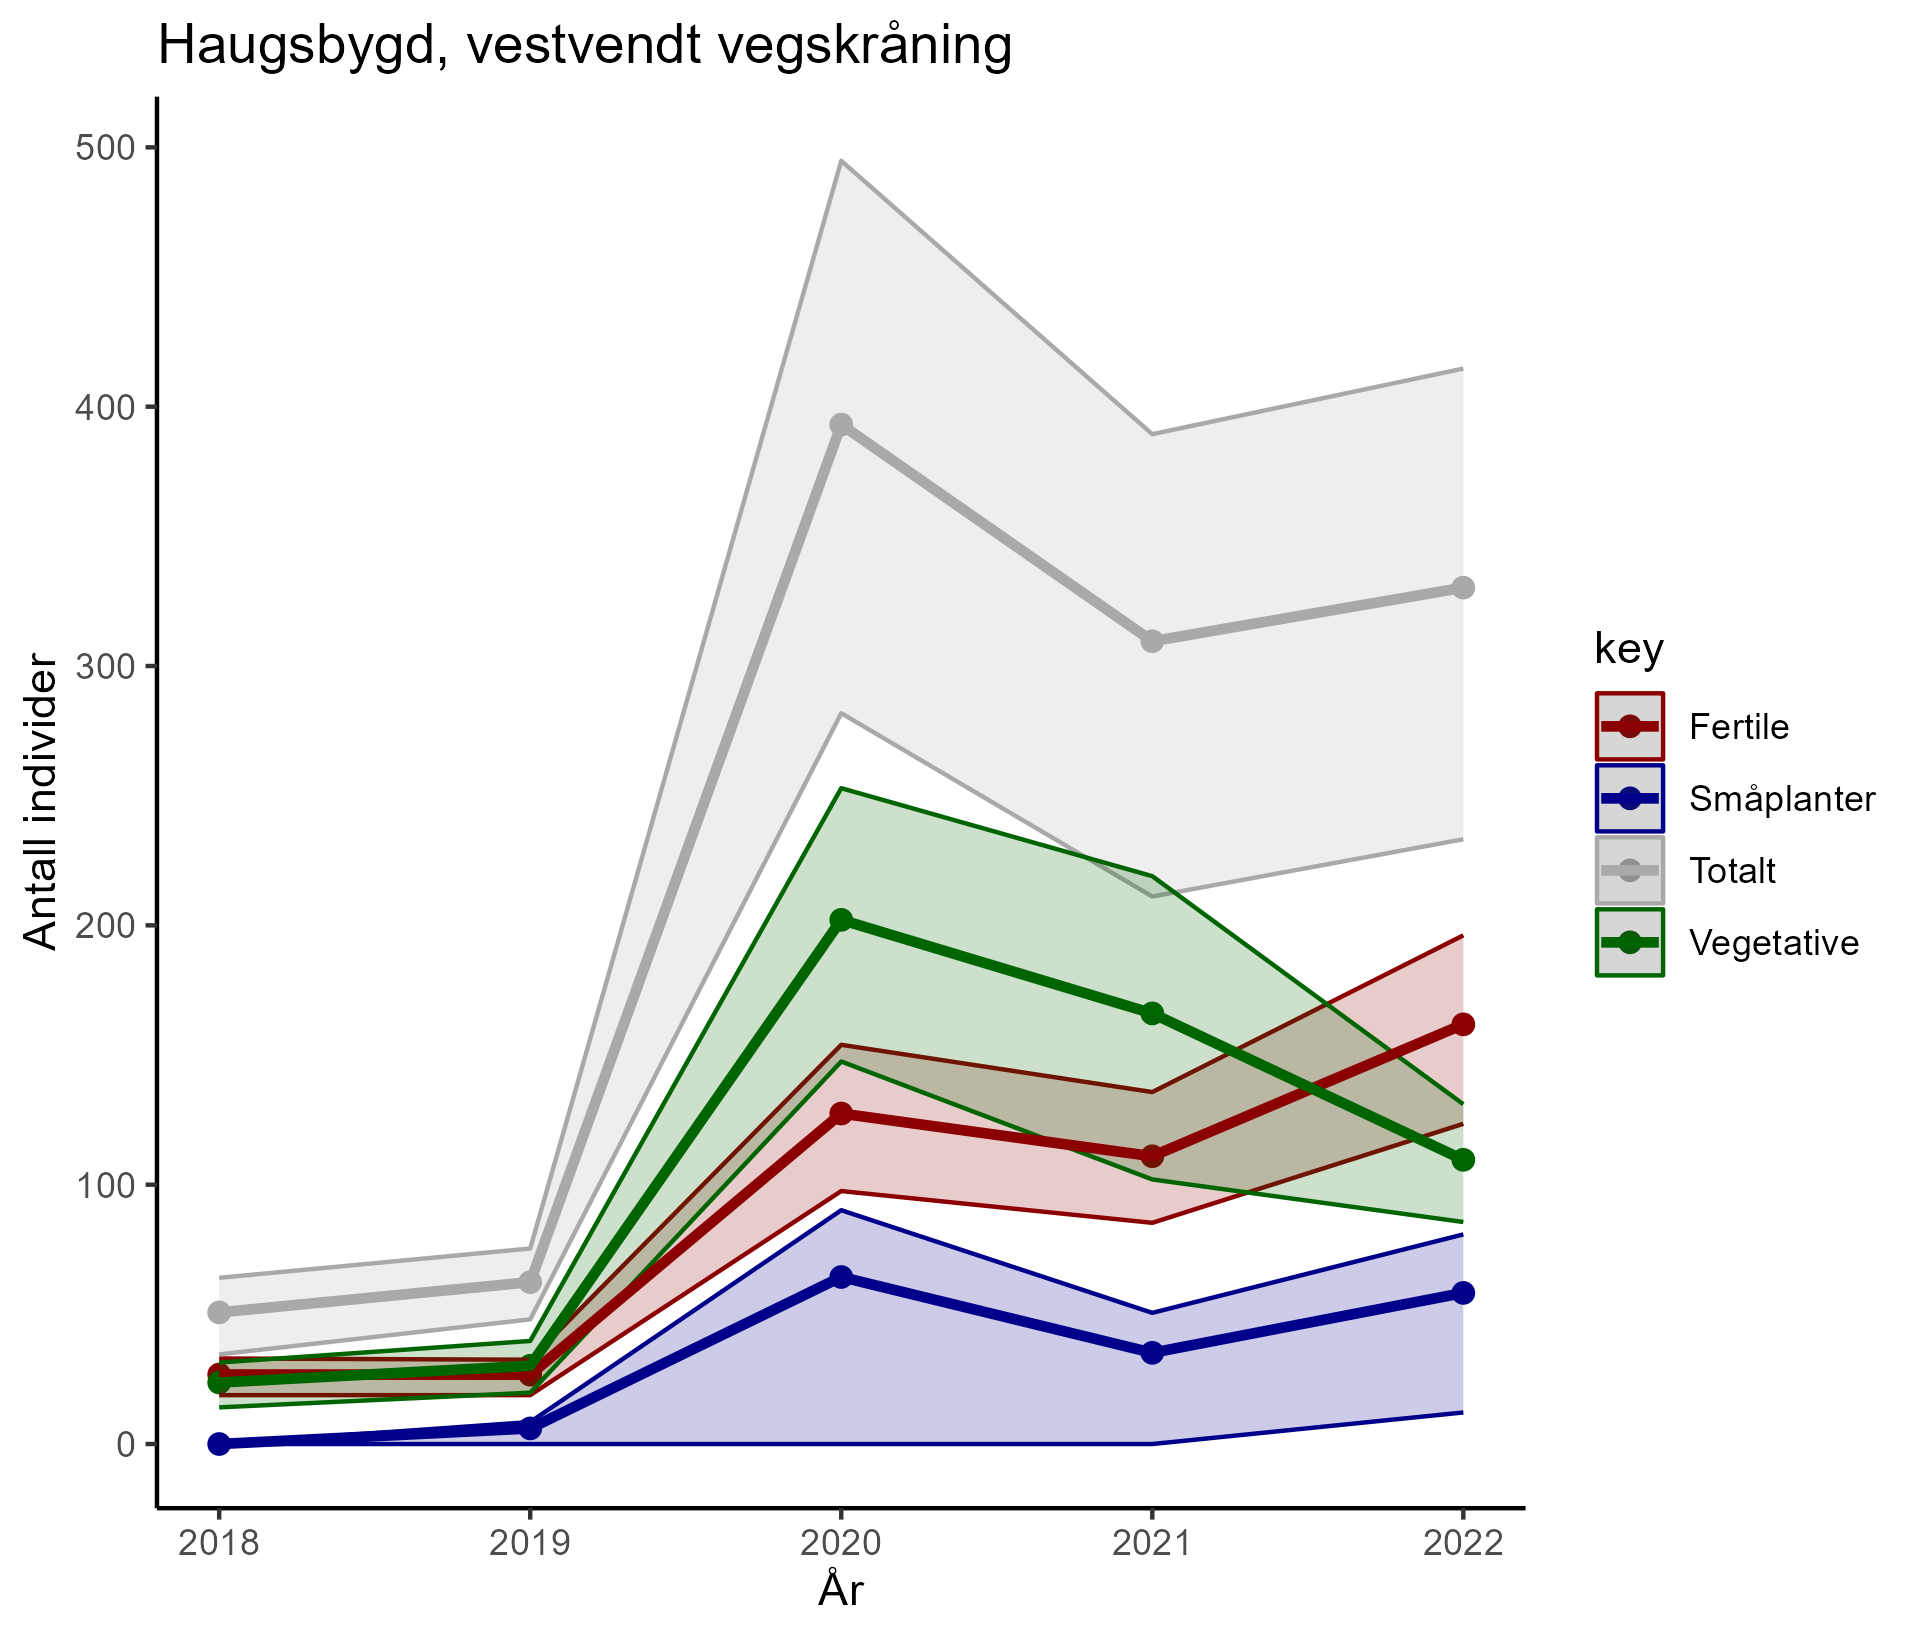 Haugsbygd, vestvendt vegskråning
500
400
300
200
100
0
Antall individer
2018 2019 2020 2021 2022
År
key
Fertile
Småplanter
Totalt
Vegetative